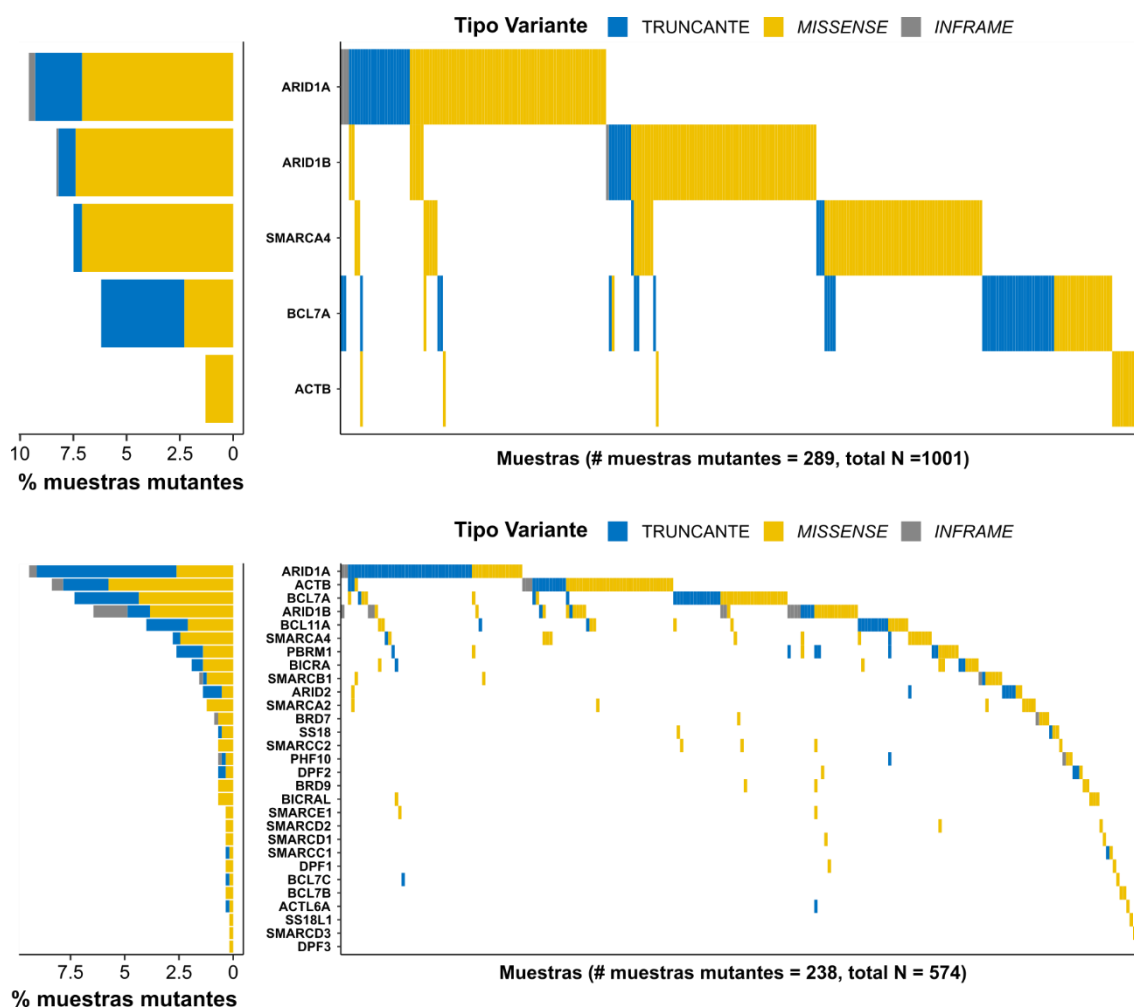 Tipo Variante TRUNCANTE MISSENSE INFRAME
ARID1A
ARID1B
SMARCA4
BCL7A
ACTB
10 7.5 5 2.5 0
% muestras mutantes
Muestras (# muestras mutantes = 289, total N =1001)
Tipo Variante TRUNCANTE MISSENSE INFRAME
ARID1A
ACTB
BCL7A
ARID1B
BCL11A
SMARCA4
PBRM1
BICRA
SMARCB1
ARID2
SMARCA2
BRD7
SS18
SMARCC2
PHF10
DPF2
BRD9
BICRAL
SMARCE1
SMARCD2
SMARCD1
SMARCC1
DPF1
BCL7C
BCL7B
ACTL6A
SS18L1
SMARCD3
DPF3
7.5 5 2.5 0
% muestras mutantes
Muestras (# muestras mutantes = 238, total N = 574)